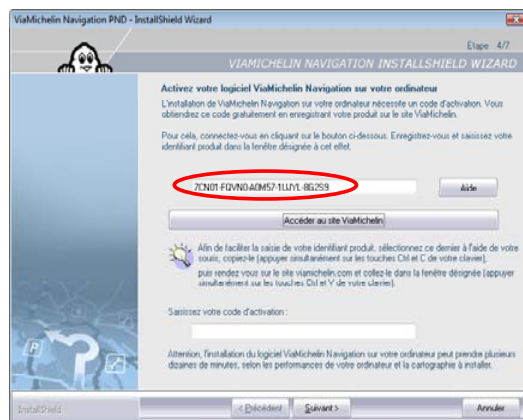 ViaMichelin Navigation PND - InstallShield Wizard
Etape 4/7
VIAMICHELIN NAVIGATION INSTALLSHIELD WIZARD
Activez votre logiciel ViaMichelin Navigation sur votre ordinateur
L'installation de ViaMichelin Navigation sur votre ordinateur nécessite un code d'activation. Vous
obtiendrez ce code gratuitement en enregistrant votre produit sur le site ViaMichelin.
Pour cela, connectez-vous en cliquant sur le bouton ci-dessous. Enregistrez-vous et saisissez votre
identifiant produit dans la fenêtre désignée à cet effet.
Aide
Accéder au site ViaMichelin
Afin de faciliter la saisie de votre identifiant produit, sélectionnez ce dernier à l'aide de votre
souris, copiez-le (appuyer simultanément sur les touches Ctrl et C de votre clavier),
puis rendez vous sur le site viamichelin.com et collez-le dans la fenêtre désignée (appuyer
simultanément sur les touches Ctrl et V de votre clavier).
Saisissez votre code d'activation :
Attention, l'installation du logiciel ViaMichelin Navigation sur votre ordinateur peut prendre plusieurs
dizaines de minutes, selon les performances de votre ordinateur et la cartographie à installer.
P
InstallShield
< Précédent
Suivant >
Annuler